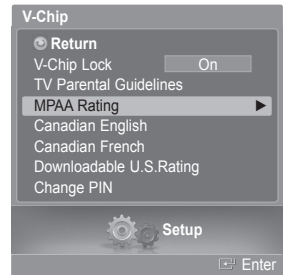 V-Chip
Return
V-Chip Lock On
TV Parental Guidelines
MPAA Rating
Canadian English
Canadian French
Downloadable U.S.Rating
Change PIN
Setup
Enter